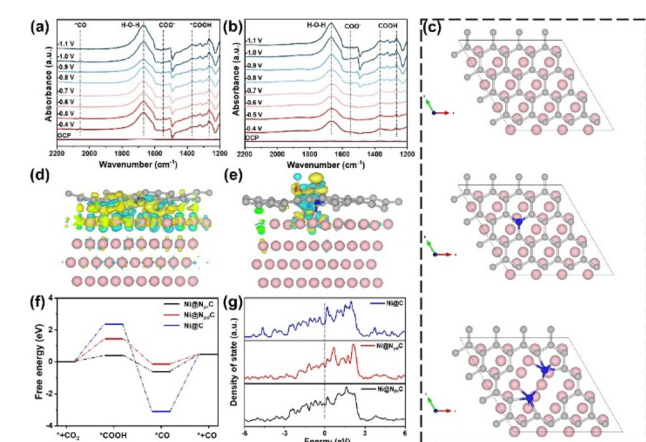 (a)
*CO
H-O-H
COO⁻
*COOH
-1.1 V
-1.0 V
-0.9 V
-0.8 V
-0.7 V
-0.6 V
-0.5 V
-0.4 V
OCP
Absorbance (a.u.)
2200
2000
1800
1600
1400
1200
Wavenumber (cm⁻¹)
(b)
H-O-H
COO⁻
COOH
-1.1 V
-1.0 V
-0.9 V
-0.8 V
-0.7 V
-0.6 V
-0.5 V
-0.4 V
OCP
Absorbance (a.u.)
2200
2000
1800
1600
1400
1200
Wavenumber (cm⁻¹)
(c)
(d)
(e)
(f)
Ni@NₚᵣC
Ni@NₚdC
Ni@C
Free energy (eV)
4
2
0
-2
-4
*+CO₂
*COOH
*CO
*+CO
(g)
Ni@C
Ni@NₚdC
Ni@NₚᵣC
Density of state (a.u.)
-6
-3
0
3
6
Energy (eV)